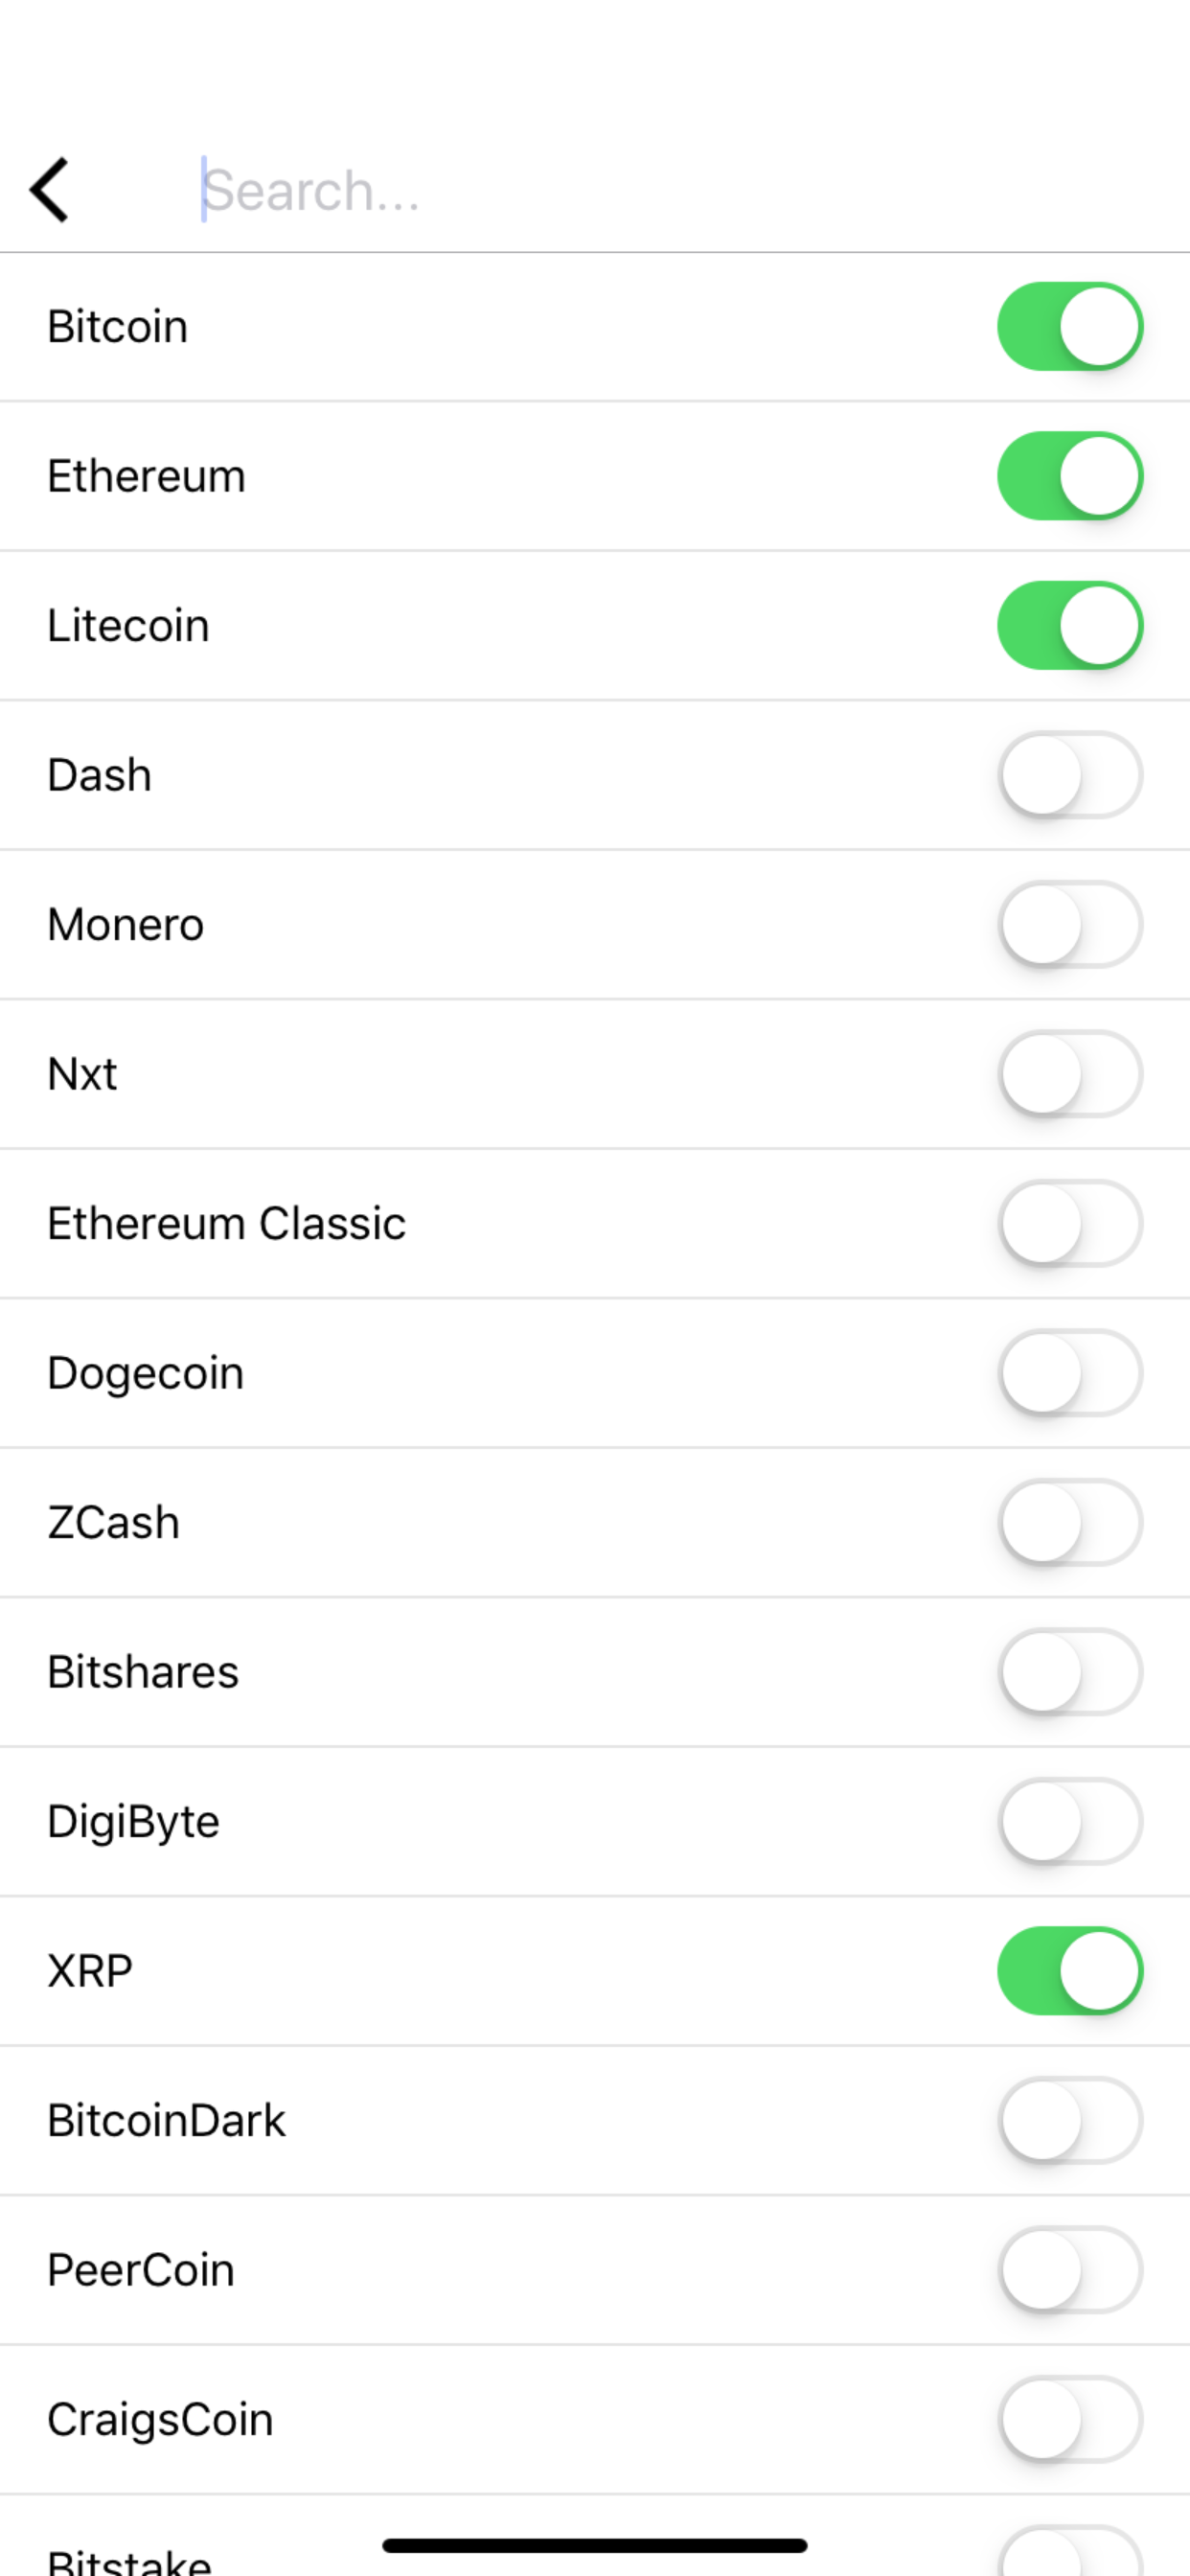 Search...
Bitcoin
Ethereum
Litecoin
Dash
Monero
Nxt
Ethereum Classic
Dogecoin
ZCash
Bitshares
DigiByte
XRP
BitcoinDark
PeerCoin
CraigsCoin
Bitstake